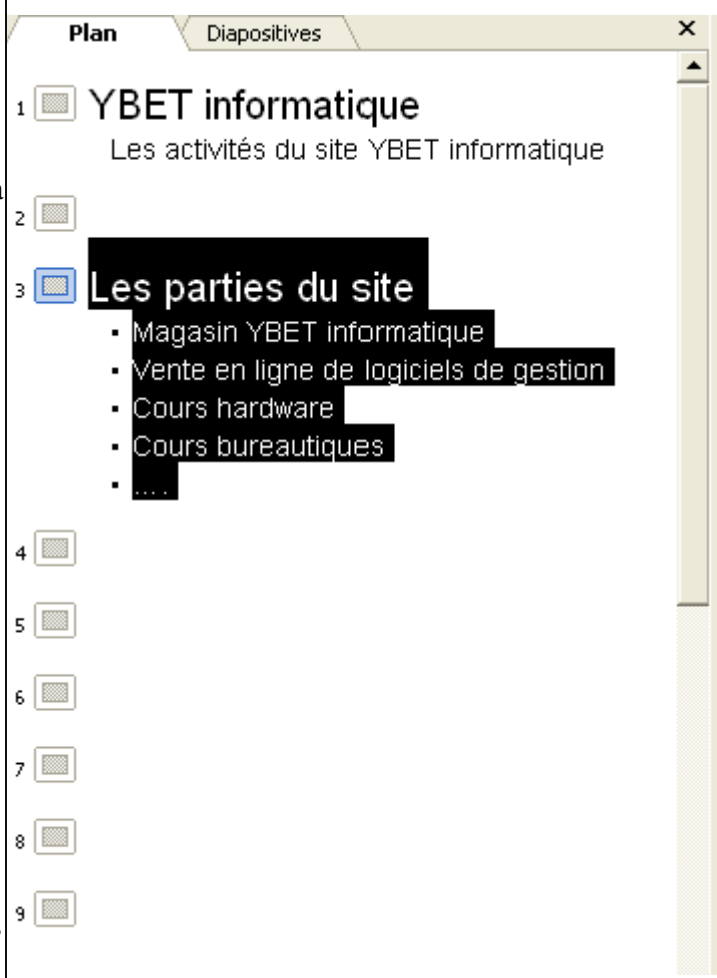 Plan Diapositives
1 YBET informatique
Les activités du site YBET informatique
2
3 Les parties du site
▪ Magasin YBET informatique
▪ Vente en ligne de logiciels de gestion
▪ Cours hardware
▪ Cours bureautiques
▪ ....
4
5
6
7
8
9